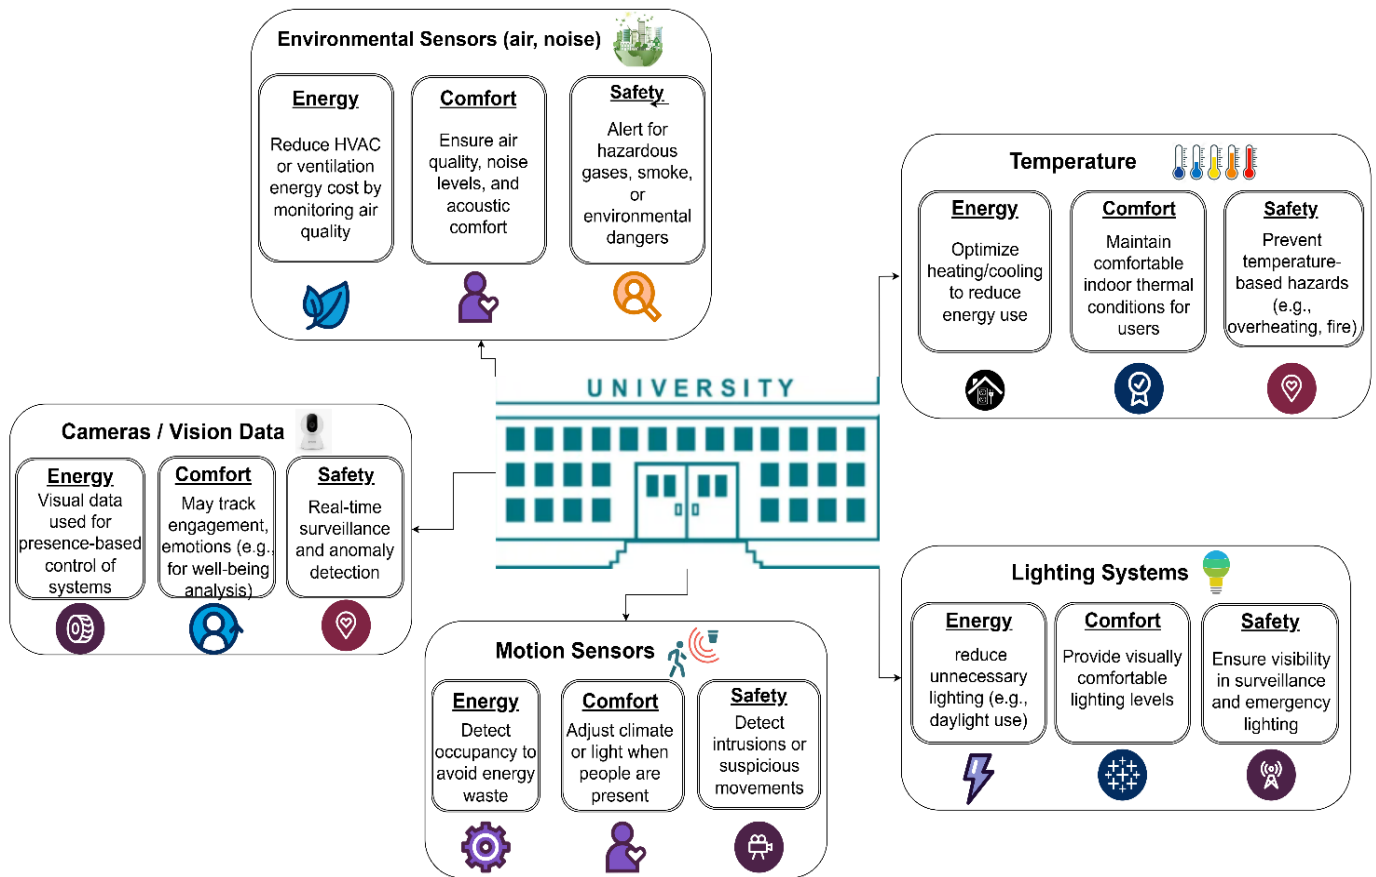 Environmental Sensors (air, noise)
Energy
Reduce HVAC
or ventilation
energy cost by
monitoring air
quality
Comfort
Ensure air
quality, noise
levels, and
acoustic
comfort
Safety
Alert for
hazardous
gases, smoke,
or
environmental
dangers
Temperature
Energy
Optimize
heating/cooling
to reduce
energy use
Comfort
Maintain
comfortable
indoor thermal
conditions for
users
Safety
Prevent
temperature-
based hazards
(e.g.,
overheating, fire)
UNIVERSITY
Cameras / Vision Data
Energy
Visual data
used for
presence-based
control of
systems
Comfort
May track
engagement,
emotions (e.g.,
for well-being
analysis)
Safety
Real-time
surveillance
and anomaly
detection
Lighting Systems
Energy
reduce
unnecessary
lighting (e.g.,
daylight use)
Comfort
Provide visually
comfortable
lighting levels
Safety
Ensure visibility
in surveillance
and emergency
lighting
Motion Sensors
Energy
Detect
occupancy to
avoid energy
waste
Comfort
Adjust climate
or light when
people are
present
Safety
Detect
intrusions or
suspicious
movements